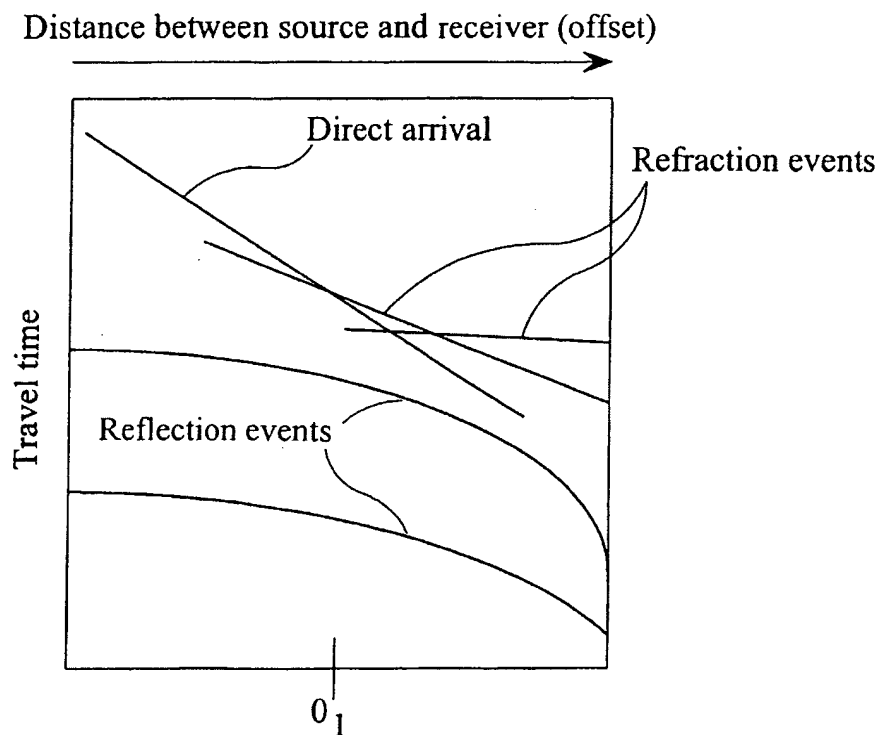 Distance between source and receiver (offset)
Direct arrival
Refraction events
Travel time
Reflection events
0 1